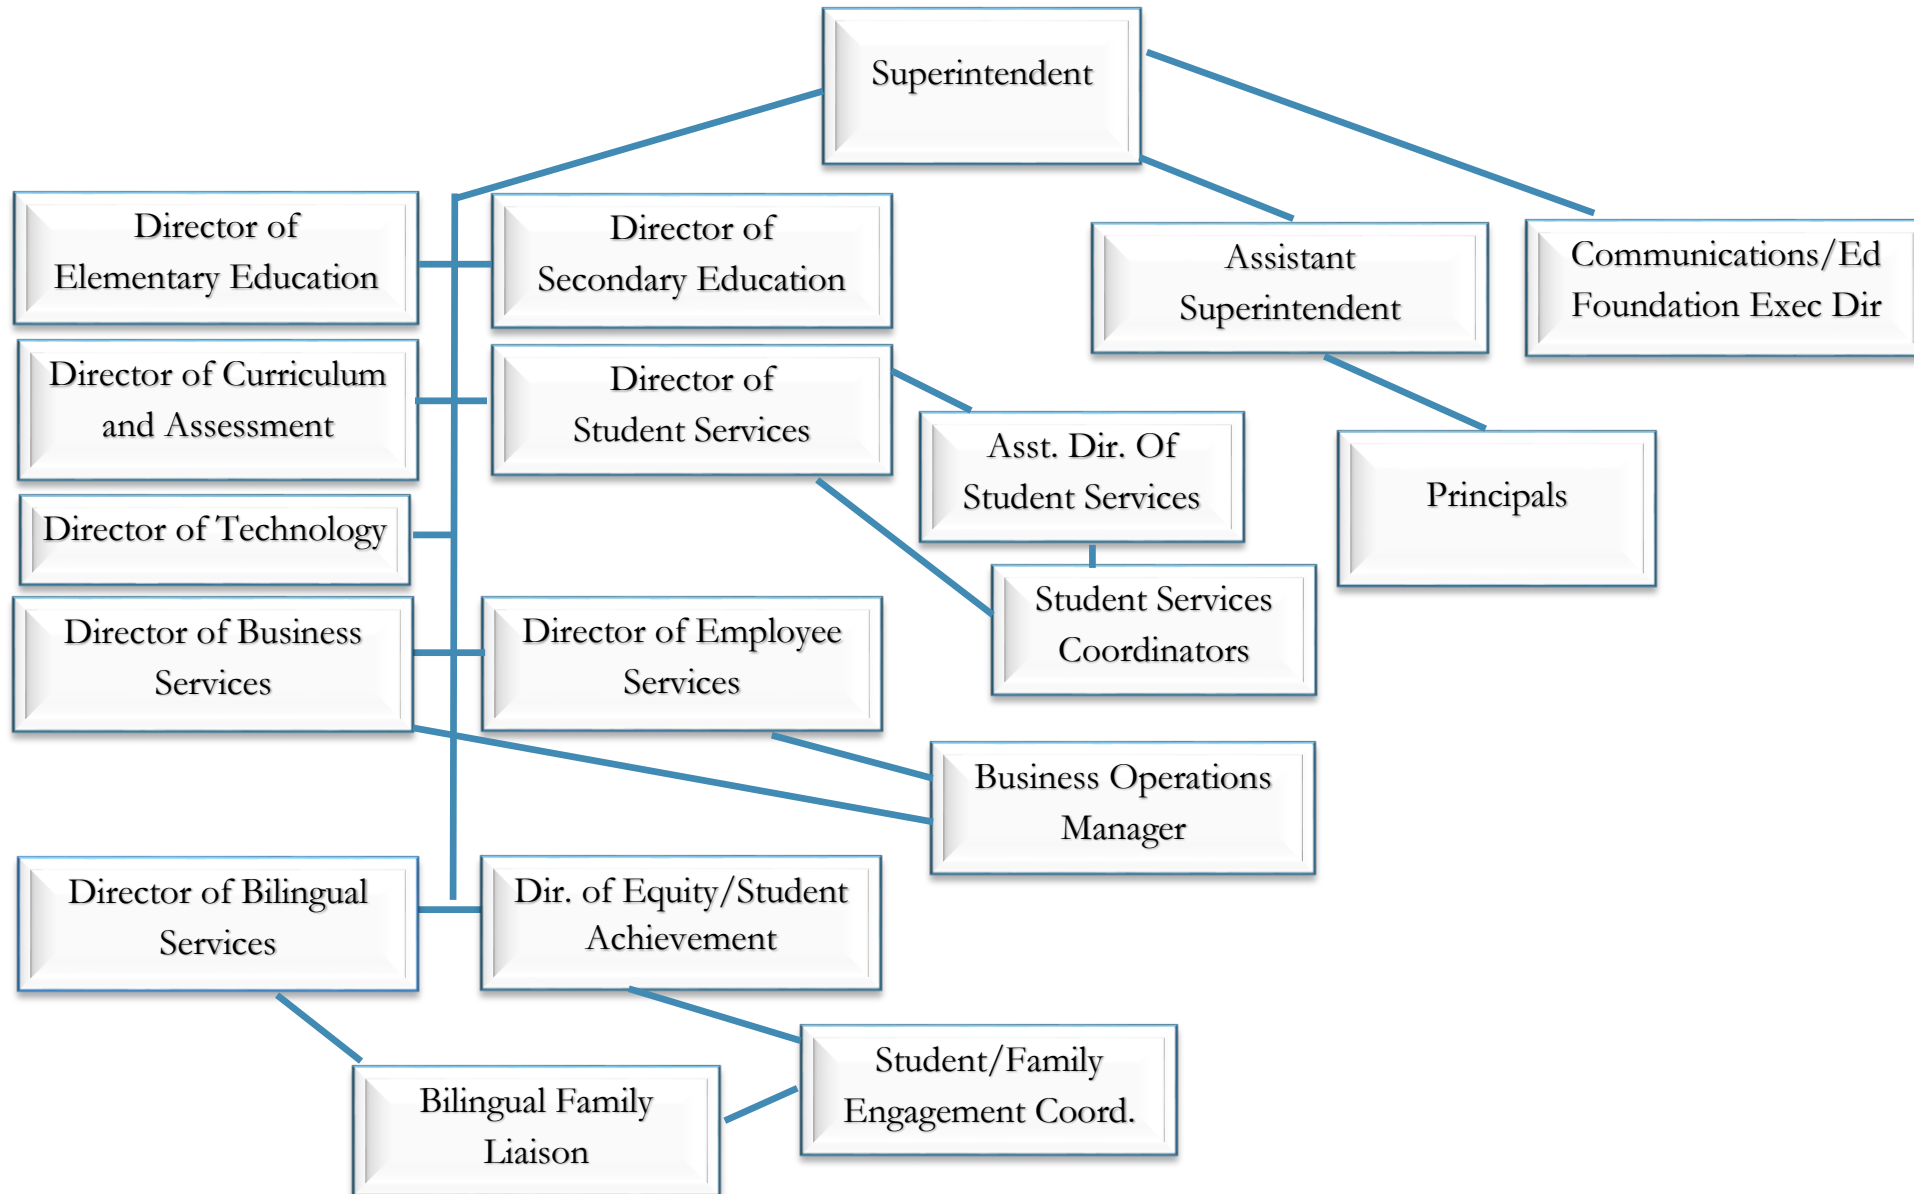 Superintendent
Director of
Elementary Education
Director of
Secondary Education
Assistant
Superintendent
Communications/Ed
Foundation Exec Dir
Director of Curriculum
and Assessment
Director of
Student Services
Asst. Dir. Of
Student Services
Principals
Director of Technology
Student Services
Coordinators
Director of Business
Services
Director of Employee
Services
Business Operations
Manager
Director of Bilingual
Services
Dir. of Equity/Student
Achievement
Student/Family
Engagement Coord.
Bilingual Family
Liaison